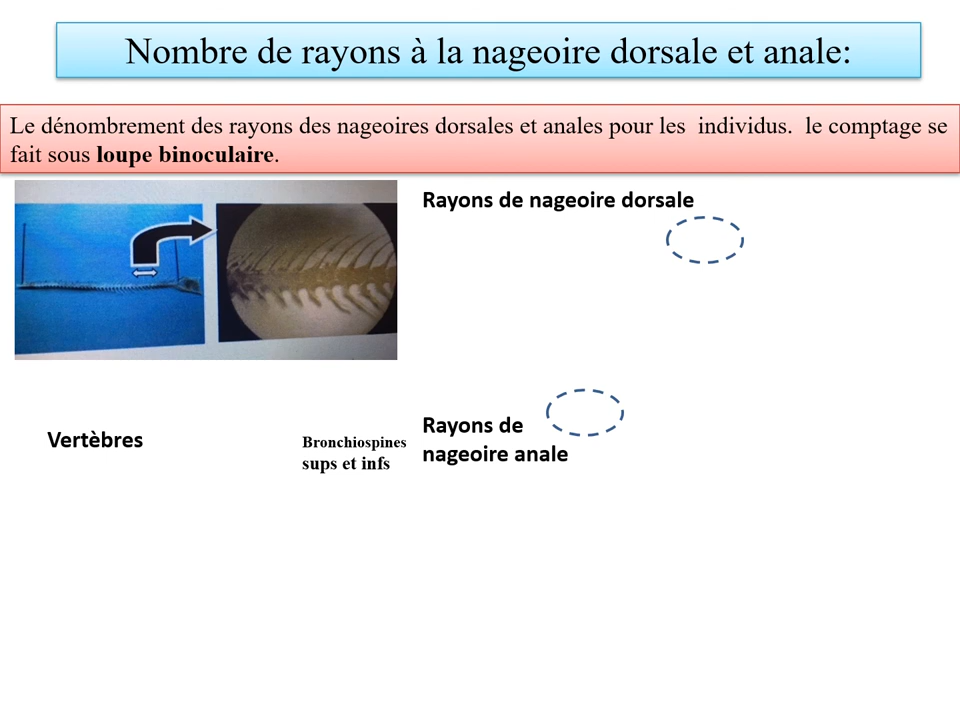 Nombre de rayons à la nageoire dorsale et anale:
Le dénombrement des rayons des nageoires dorsales et anales pour les  individus.  le comptage se
fait sous loupe binoculaire.
Rayons de nageoire dorsale
Vertèbres
Bronchiospines
sups et infs
Rayons de
nageoire anale